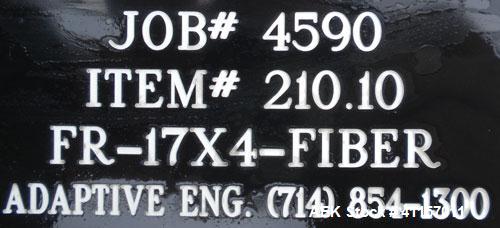 JOB# 4590
ITEM# 210.10
FR-17X4-FIBER
ADAPTIVE ENG. (714) 854-1300